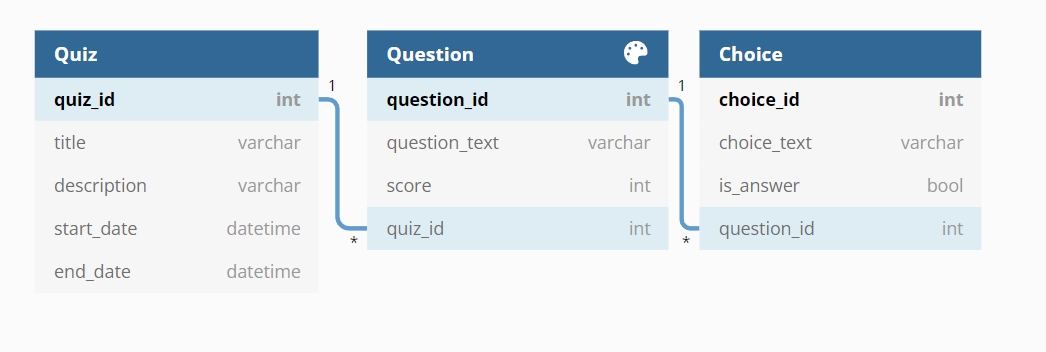 Quiz
quiz_id int
title varchar
description varchar
start_date datetime
end_date datetime
1
*
Question
question_id int
question_text varchar
score int
quiz_id int
1
*
Choice
choice_id int
choice_text varchar
is_answer bool
question_id int